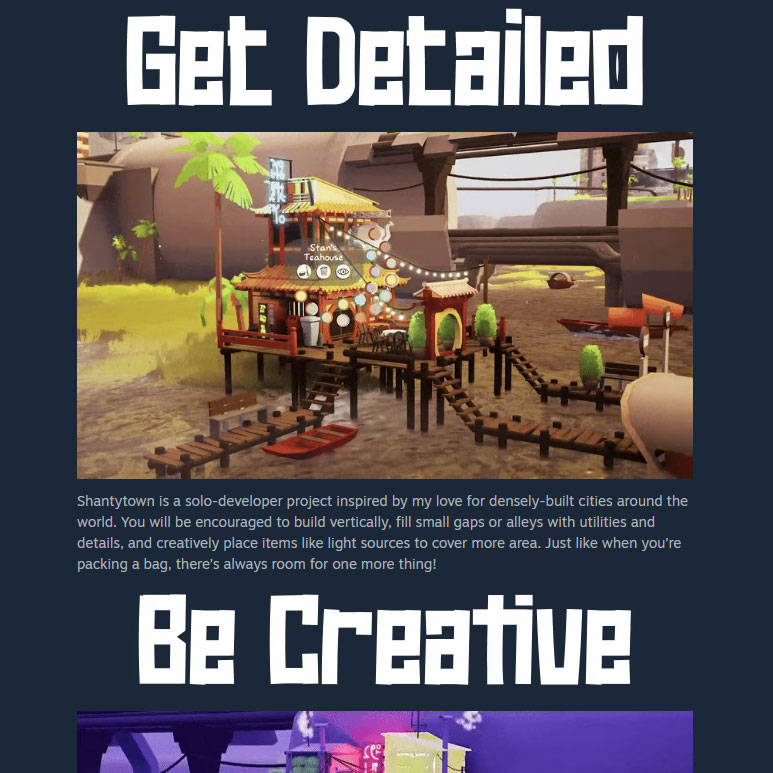 Get Detailed
Stan's
Teahouse
Shantytown is a solo-developer project inspired by my love for densely-built cities around the
world. You will be encouraged to build vertically, fill small gaps or alleys with utilities and
details, and creatively place items like light sources to cover more area. Just like when you're
packing a bag, there's always room for one more thing!
Be Creative